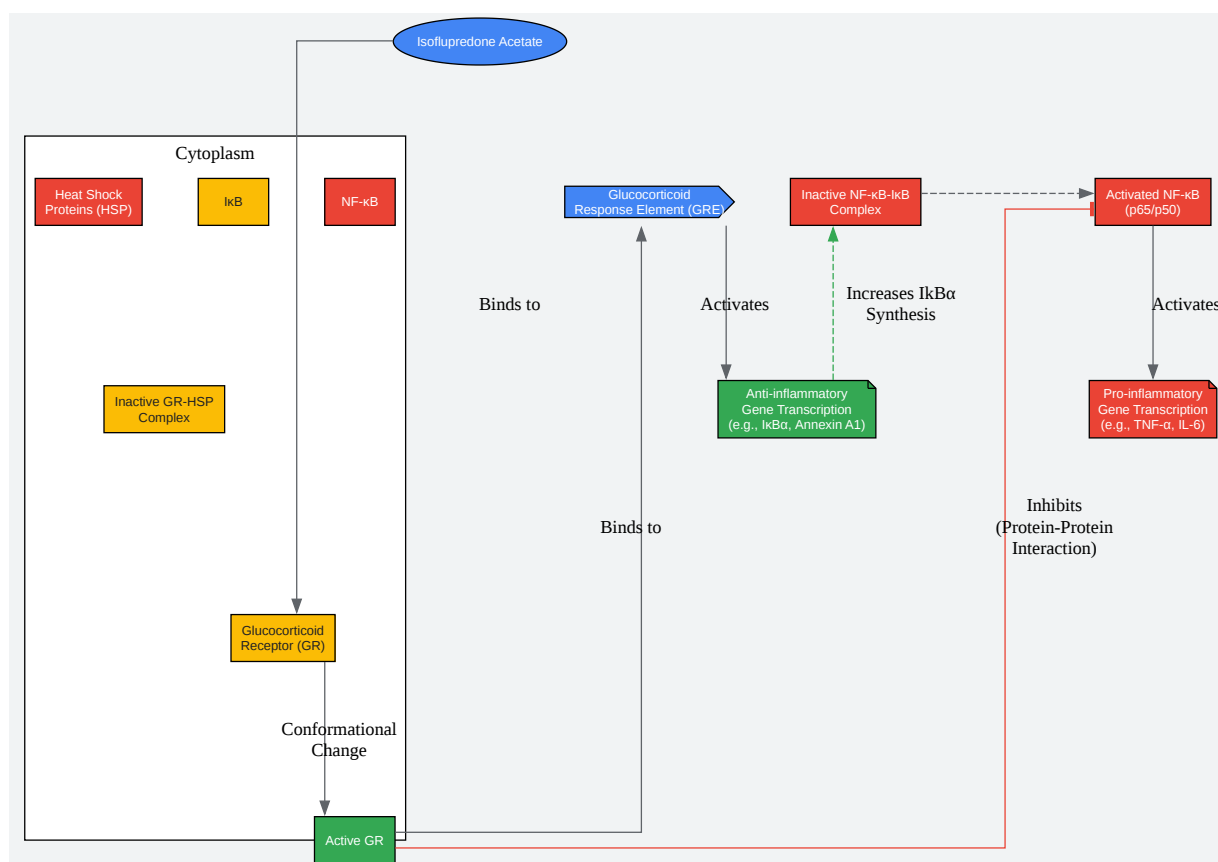 Isoflupredone Acetate
Cytoplasm
Heat Shock
Proteins (HSP)
IκB
NF-κB
Glucocorticoid
Response Element (GRE)
Inactive NF-κB-IκB
Complex
Activated NF-κB
(p65/p50)
Binds to
Activates
Increases IkBα
Synthesis
Activates
Inactive GR-HSP
Complex
Anti-inflammatory
Gene Transcription
(e.g., IκBα, Annexin A1)
Pro-inflammatory
Gene Transcription
(e.g., TNF-α, IL-6)
Binds to
Inhibits
(Protein-Protein
Interaction)
Glucocorticoid
Receptor (GR)
Conformational
Change
Active GR